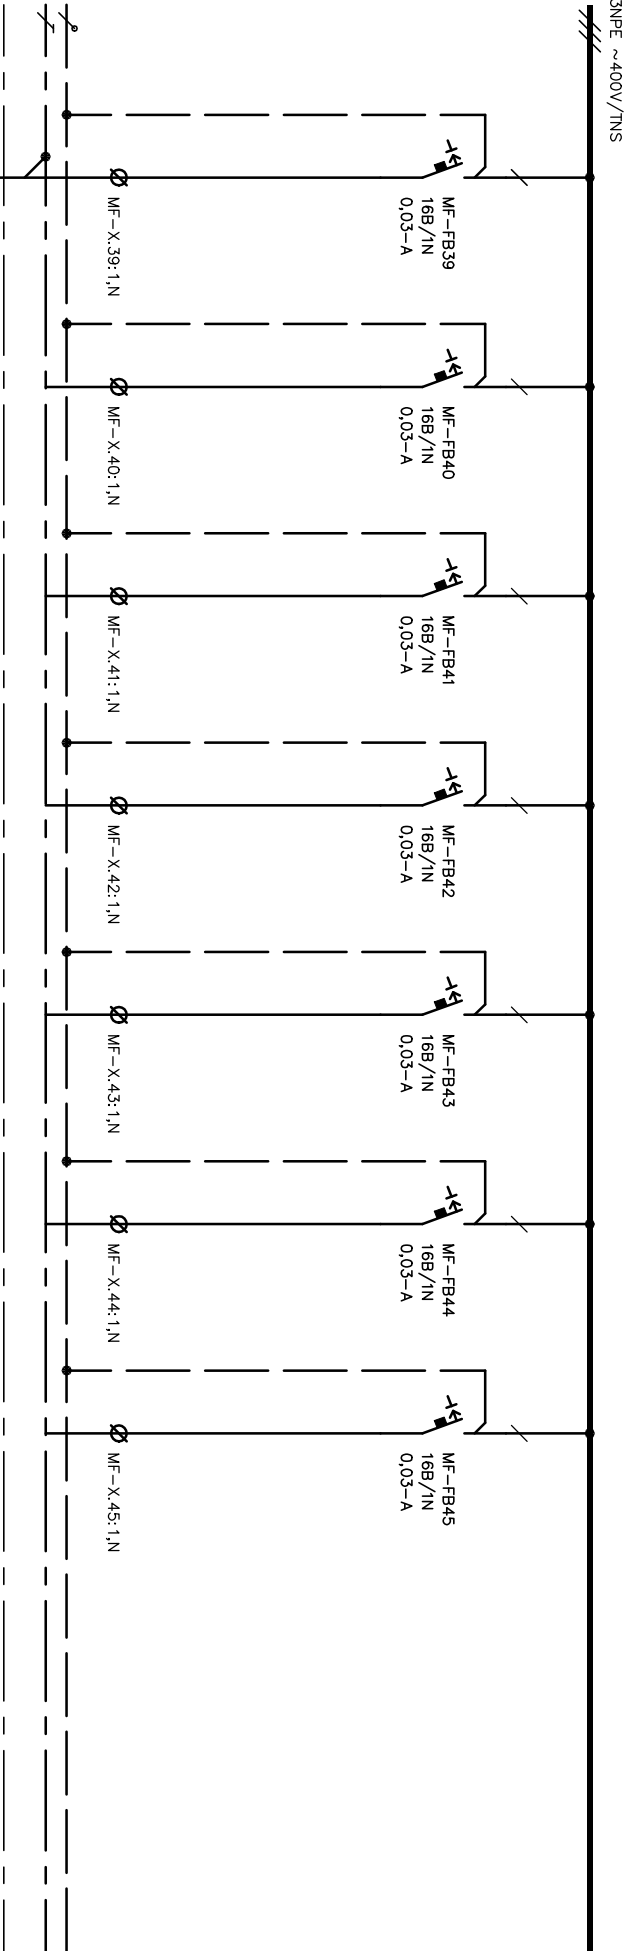 3NPE ~400V/TNS
MF-FB39
16B/1N
0,03-A
MF-X.39:1,N
MF-FB40
16B/1N
0,03-A
MF-X.40:1,N
MF-FB41
16B/1N
0,03-A
MF-X.41:1,N
MF-FB42
16B/1N
0,03-A
MF-X.42:1,N
MF-FB43
16B/1N
0,03-A
MF-X.43:1,N
MF-FB44
16B/1N
0,03-A
MF-X.44:1,N
MF-FB45
16B/1N
0,03-A
MF-X.45:1,N